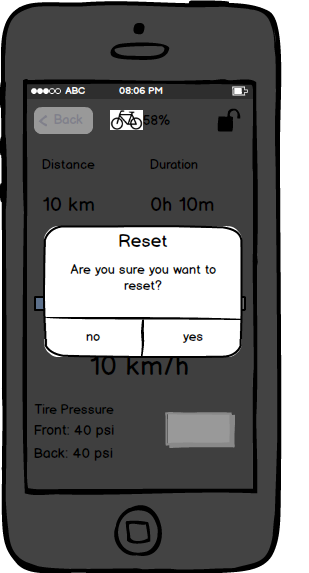 ABC 08:06 PM
Back 58%
Distance Duration
10 km 0h 10m
Reset
Are you sure you want to
reset?
no yes
10 km/h
Tire Pressure
Front: 40 psi
Back: 40 psi